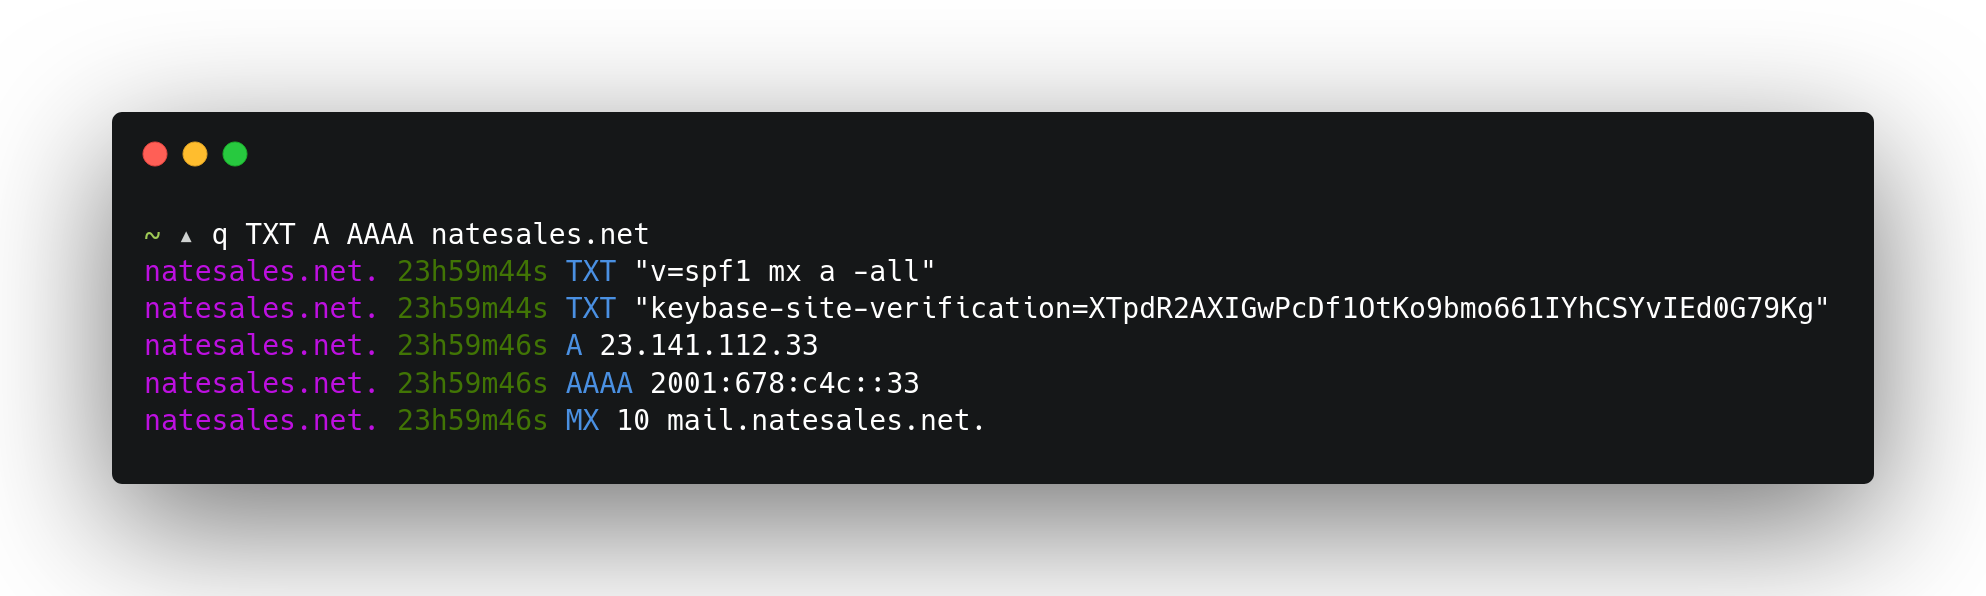 ~ ▲ q TXT A AAAA natesales.net
natesales.net. 23h59m44s TXT "v=spf1 mx a -all"
natesales.net. 23h59m44s TXT "keybase-site-verification=XTpdR2AXIGwPcDf1OtKo9bmo661IYhCSYvIEd0G79Kg"
natesales.net. 23h59m46s A 23.141.112.33
natesales.net. 23h59m46s AAAA 2001:678:c4c::33
natesales.net. 23h59m46s MX 10 mail.natesales.net.